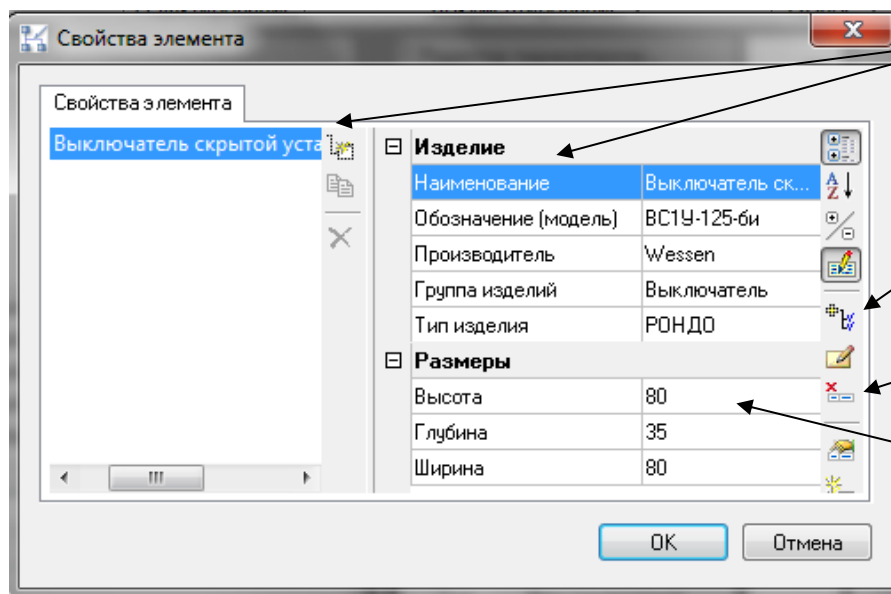 Свойства элемента
Свойства элемента
Выключатель скрытой уста
Изделие
Наименование Выключатель ск...
Обозначение (модель) ВС1У-125-би
Производитель Wessen
Группа изделий Выключатель
Тип изделия РОНДО
Размеры
Высота 80
Глубина 35
Ширина 80
OK Отмена